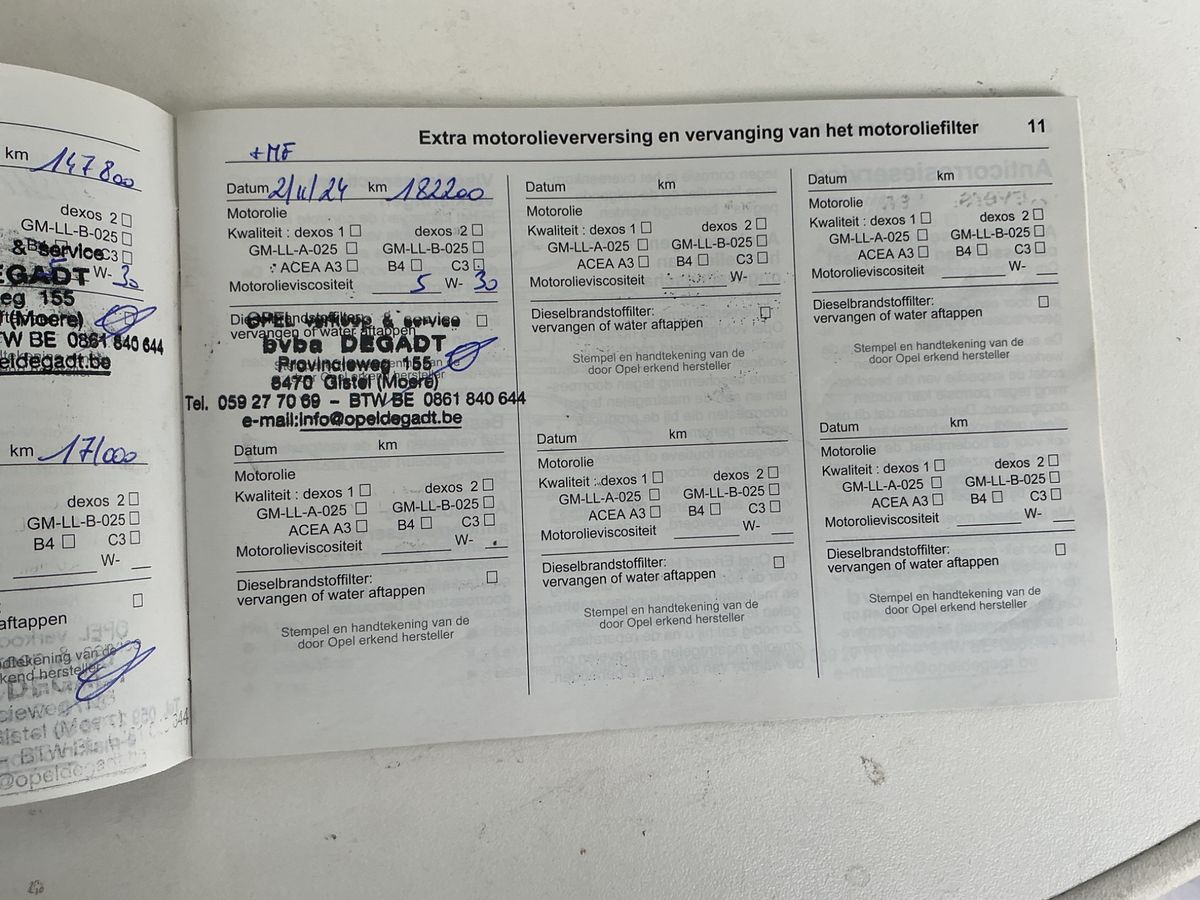 km 147 800
dexos 2
GM-LL-B-025
C3
& service
W- 30
EGADT
eg 155
(Moere)
TW BE 0861 840 644
eldegadt.be
km 171000
dexos 2
GM-LL-B-025
B4 C3
W-
aftappen
Extra motorolieverversing en vervanging van het motoroliefilter 11
+ MF
Datum 2/11/24 km 182200
Motorolie
Kwaliteit : dexos 1 dexos 2
GM-LL-A-025 GM-LL-B-025
ACEA A3 B4 C3
Motorolieviscositeit 5 W- 30
OPEL verkoop & service
vervangen of water aftappen
bvba DEGADT
Provincieweg 155
8470 Gistel (Moere)
Tel. 059 27 70 69 - BTW BE 0861 840 644
e-mail:info@opeldegadt.be
Datum km
Motorolie
Kwaliteit : dexos 1 dexos 2
GM-LL-A-025 GM-LL-B-025
ACEA A3 B4 C3
Motorolieviscositeit W-
Dieselbrandstoffilter:
vervangen of water aftappen
Stempel en handtekening van de
door Opel erkend hersteller
Datum km
Motorolie
Kwaliteit : dexos 1 dexos 2
GM-LL-A-025 GM-LL-B-025
ACEA A3 B4 C3
Motorolieviscositeit W-
Dieselbrandstoffilter:
vervangen of water aftappen
Stempel en handtekening van de
door Opel erkend hersteller
Datum km
Motorolie
Kwaliteit : dexos 1 dexos 2
GM-LL-A-025 GM-LL-B-025
ACEA A3 B4 C3
Motorolieviscositeit W-
Dieselbrandstoffilter:
vervangen of water aftappen
Stempel en handtekening van de
door Opel erkend hersteller
Datum km
Motorolie
Kwaliteit : dexos 1 dexos 2
GM-LL-A-025 GM-LL-B-025
ACEA A3 B4 C3
Motorolieviscositeit W-
Dieselbrandstoffilter:
vervangen of water aftappen
Stempel en handtekening van de
door Opel erkend hersteller
Datum km
Motorolie
Kwaliteit : dexos 1 dexos 2
GM-LL-A-025 GM-LL-B-025
ACEA A3 B4 C3
Motorolieviscositeit W-
Dieselbrandstoffilter:
vervangen of water aftappen
Stempel en handtekening van de
door Opel erkend hersteller